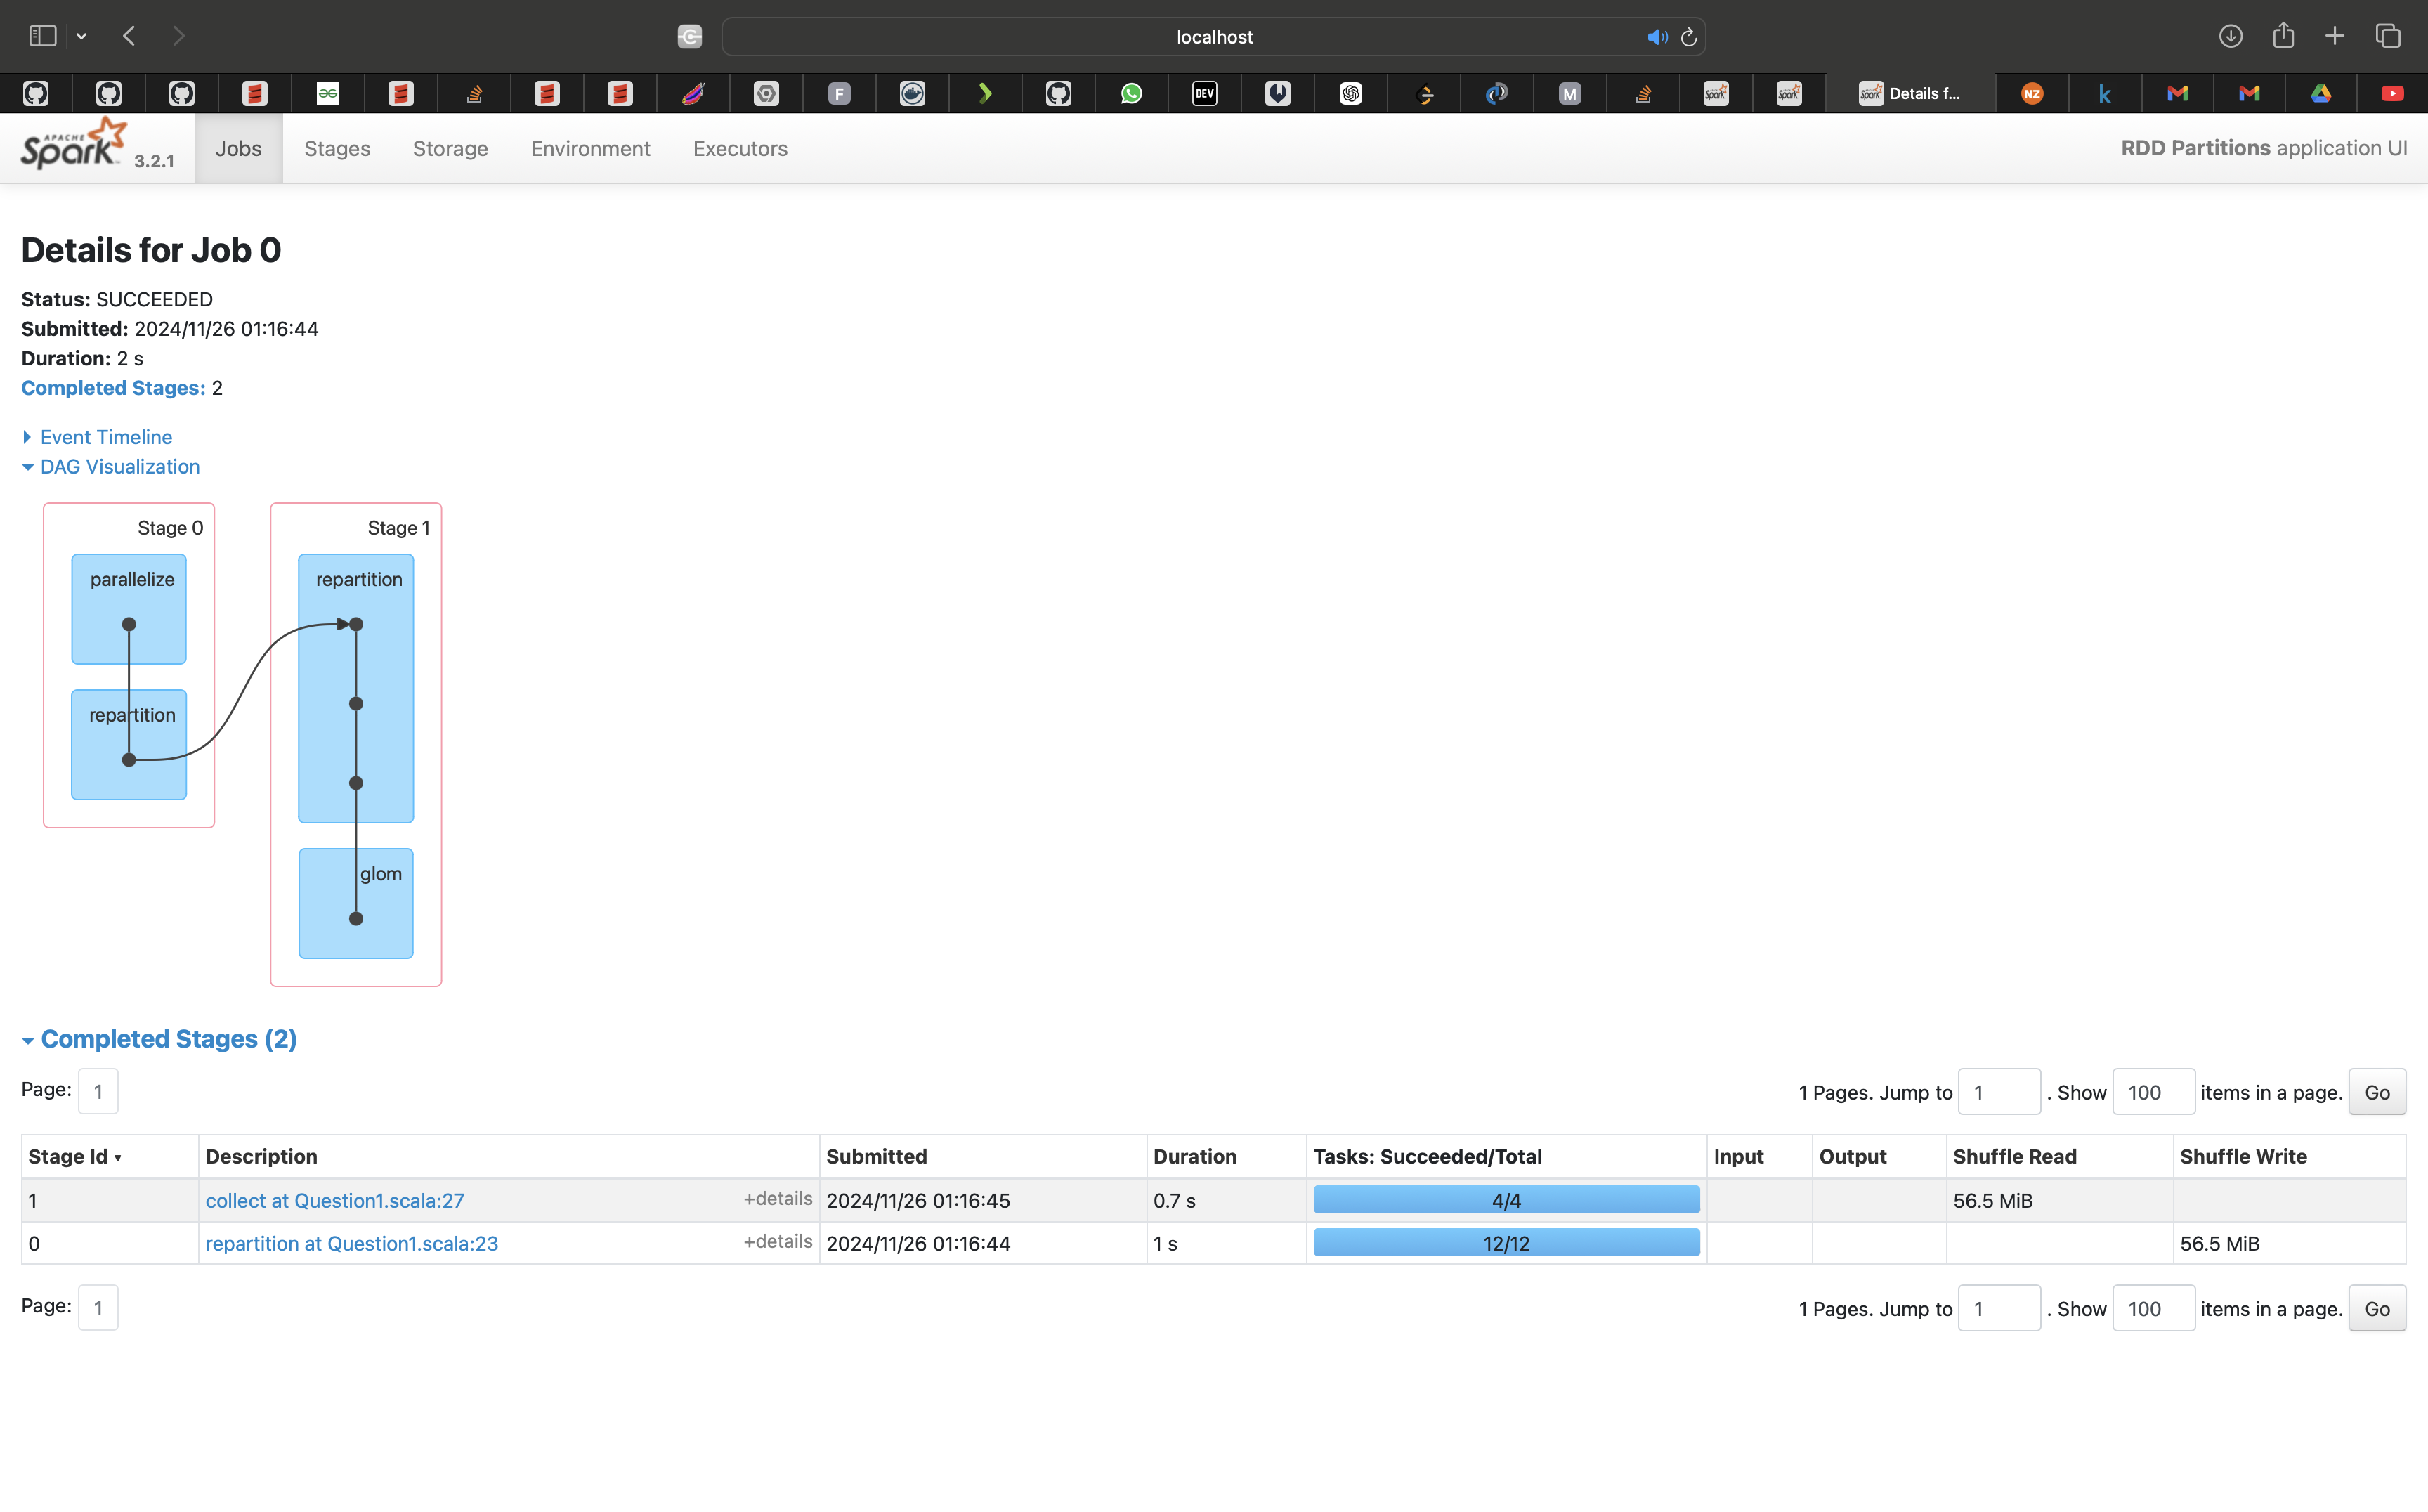 localhost
F
DEV
M
Spark
Spark
Spark
Details f...
NZ
k
APACHE
Spark 3.2.1
Jobs
Stages
Storage
Environment
Executors
RDD Partitions application UI
Details for Job 0
Status: SUCCEEDED
Submitted: 2024/11/26 01:16:44
Duration: 2 s
Completed Stages: 2
Event Timeline
DAG Visualization
Stage 0
parallelize
repartition
Stage 1
repartition
glom
Completed Stages (2)
Page: 1
1 Pages. Jump to 1 . Show 100 items in a page. Go
Stage Id ▾ Description Submitted Duration Tasks: Succeeded/Total Input Output Shuffle Read Shuffle Write
1 collect at Question1.scala:27 +details 2024/11/26 01:16:45 0.7 s 4/4 56.5 MiB
0 repartition at Question1.scala:23 +details 2024/11/26 01:16:44 1 s 12/12 56.5 MiB
Page: 1
1 Pages. Jump to 1 . Show 100 items in a page. Go